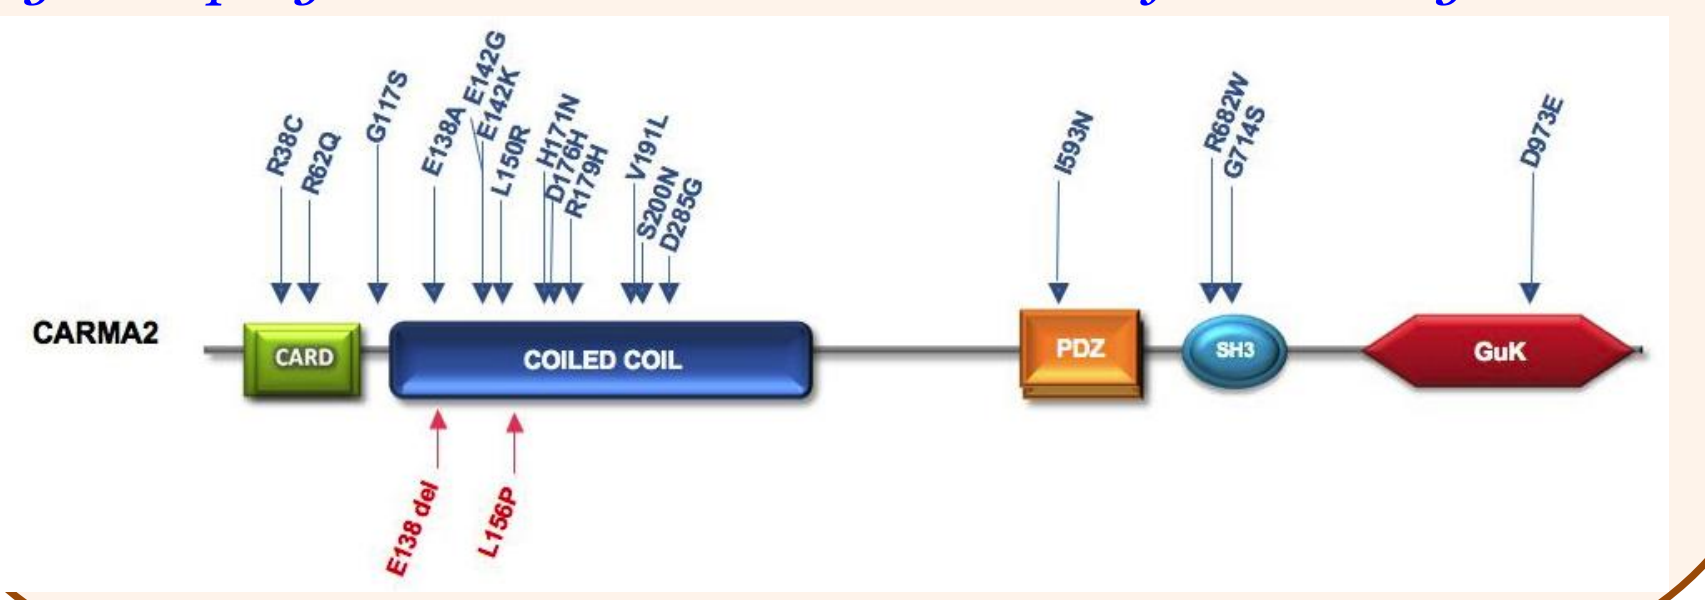 R38C
R62Q
G117S
E138A
E142G
E142K
L150R
H171N
D176H
R179H
V191L
S200N
D285G
I593N
R682W
G714S
D973E
CARMA2
CARD
COILED COIL
PDZ
SH3
GuK
E138 del
L156P